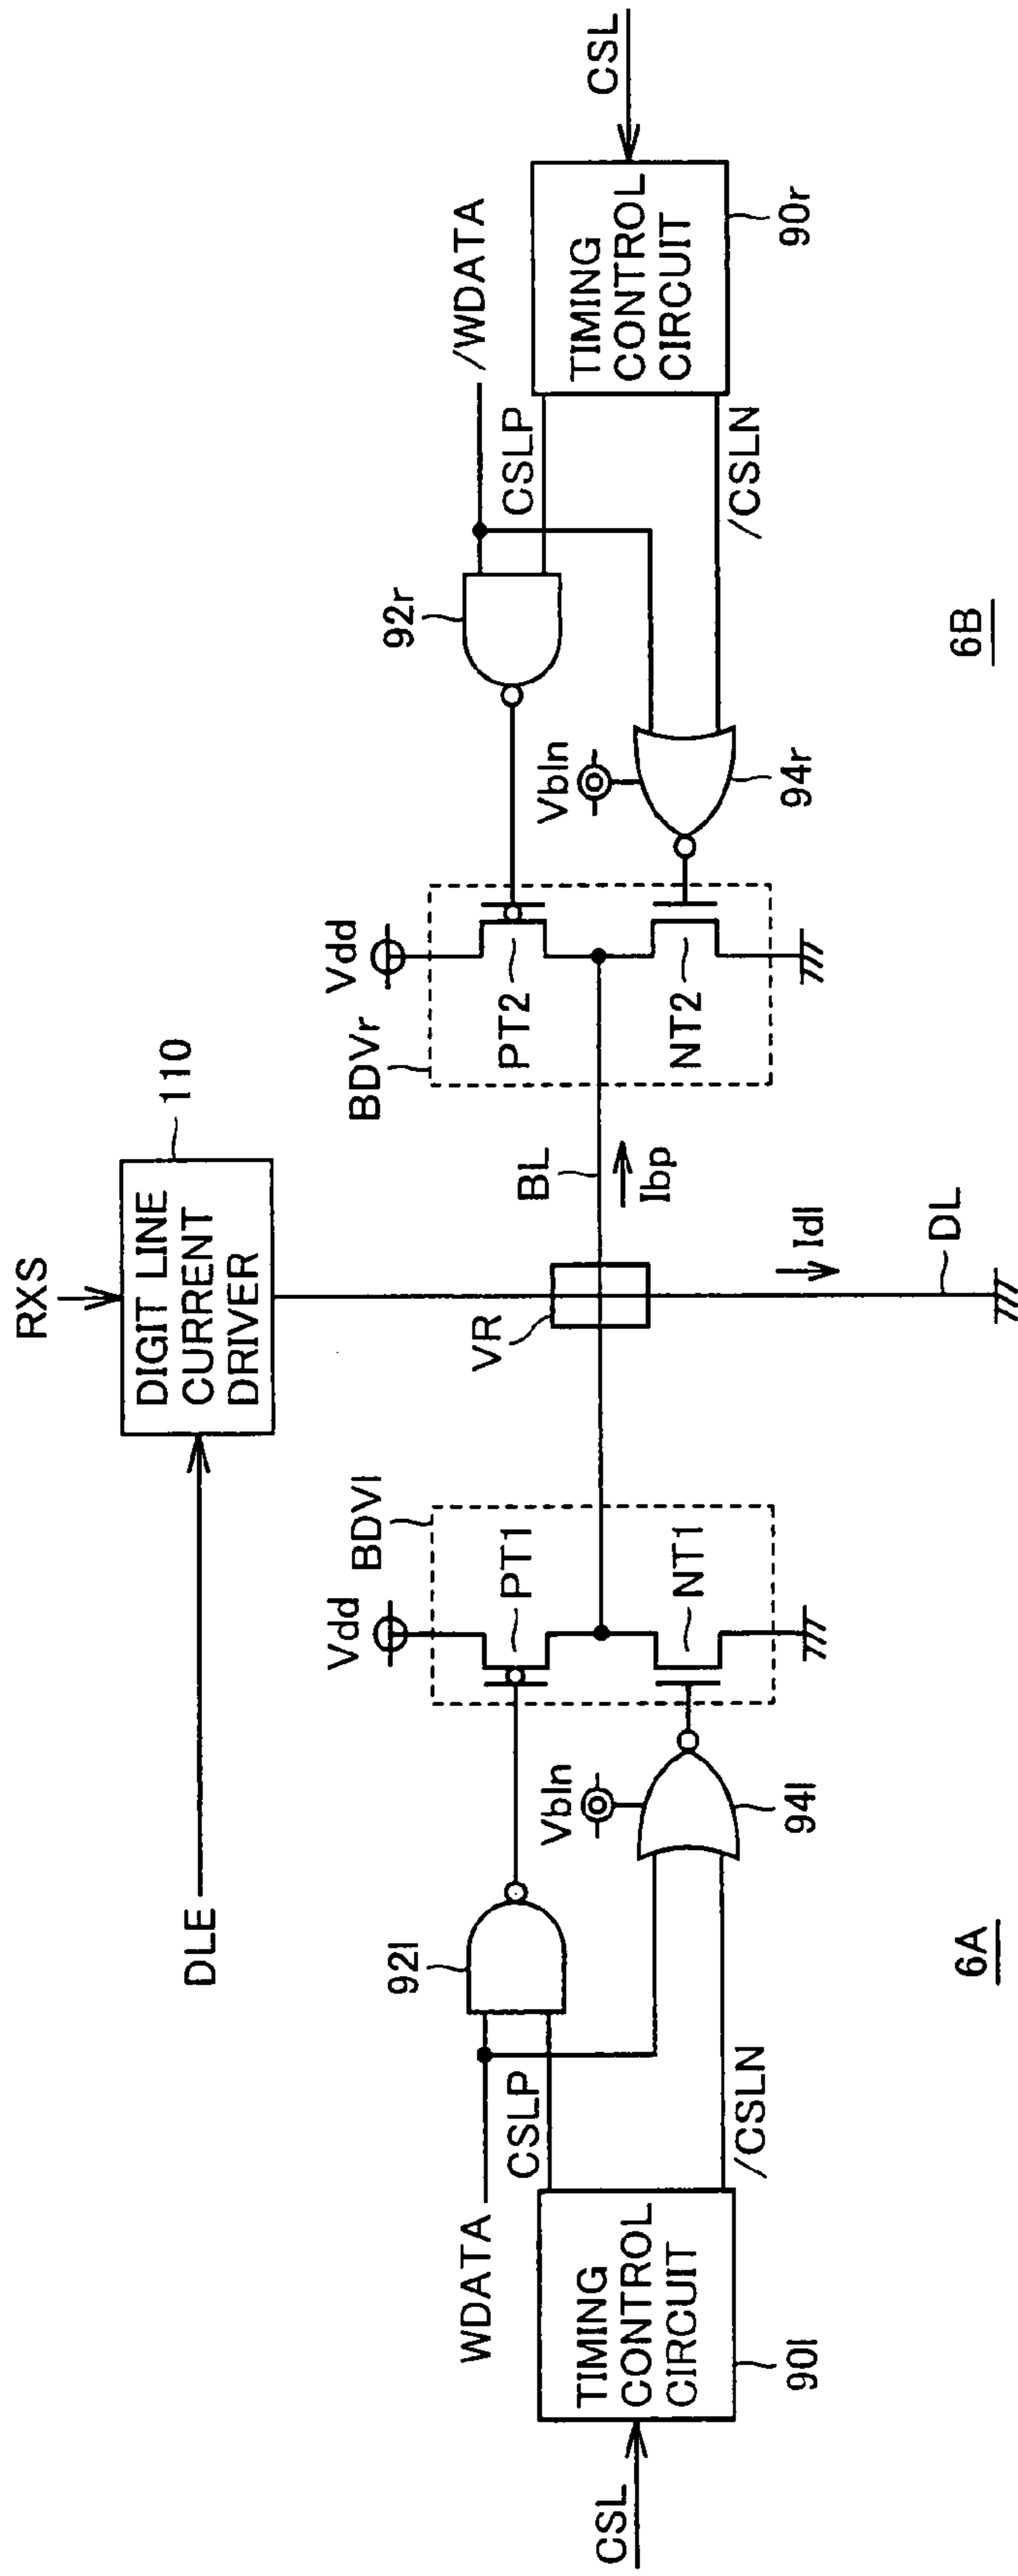 RXS
DLE
DIGIT LINE
CURRENT
DRIVER
110
Vdd
BDVl
PT1
NT1
Vdd
BDVr
PT2
NT2
VR
BL
Ibp
Idl
DL
WDATA
CSLP
92l
Vbln
94l
/CSLN
CSL
TIMING
CONTROL
CIRCUIT
90l
6A
/WDATA
CSLP
92r
Vbln
94r
/CSLN
CSL
TIMING
CONTROL
CIRCUIT
90r
6B